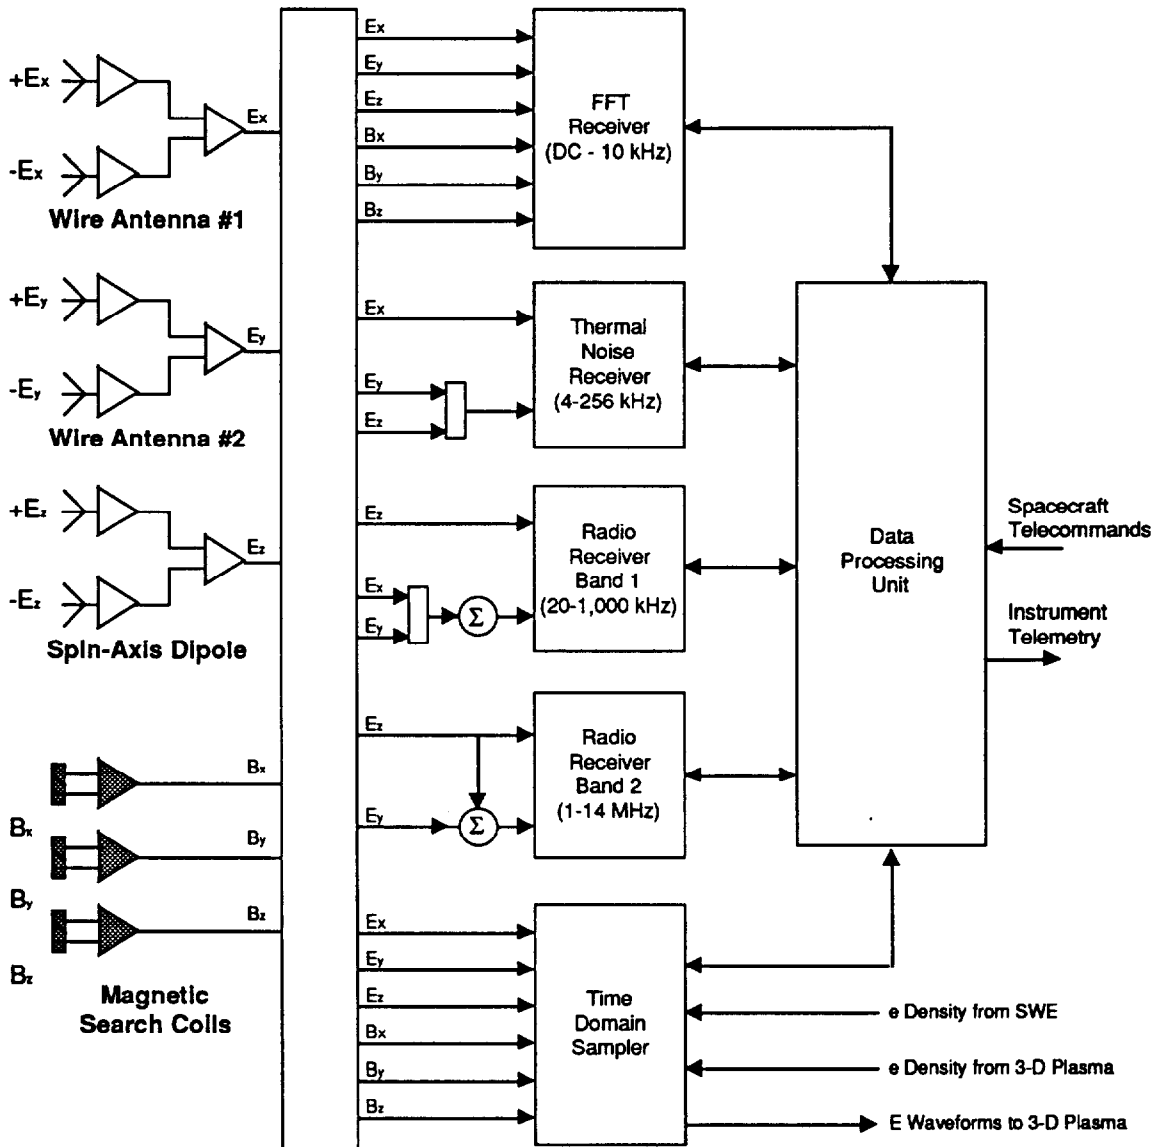 +Ex
-Ex
Ex
Wire Antenna #1
+Ey
-Ey
Ey
Wire Antenna #2
+Ez
-Ez
Ez
Spin-Axis Dipole
Bx
Bx
By
By
Bz
Bz
Magnetic
Search Coils
Ex
Ey
Ez
Bx
By
Bz
FFT
Receiver
(DC - 10 kHz)
Ex
Ey
Ez
Thermal
Noise
Receiver
(4-256 kHz)
Ez
Ex
Ey
Σ
Radio
Receiver
Band 1
(20-1,000 kHz)
Ez
Ey
Σ
Radio
Receiver
Band 2
(1-14 MHz)
Ex
Ey
Ez
Bx
By
Bz
Time
Domain
Sampler
Data
Processing
Unit
Spacecraft
Telecommands
Instrument
Telemetry
e Density from SWE
e Density from 3-D Plasma
E Waveforms to 3-D Plasma